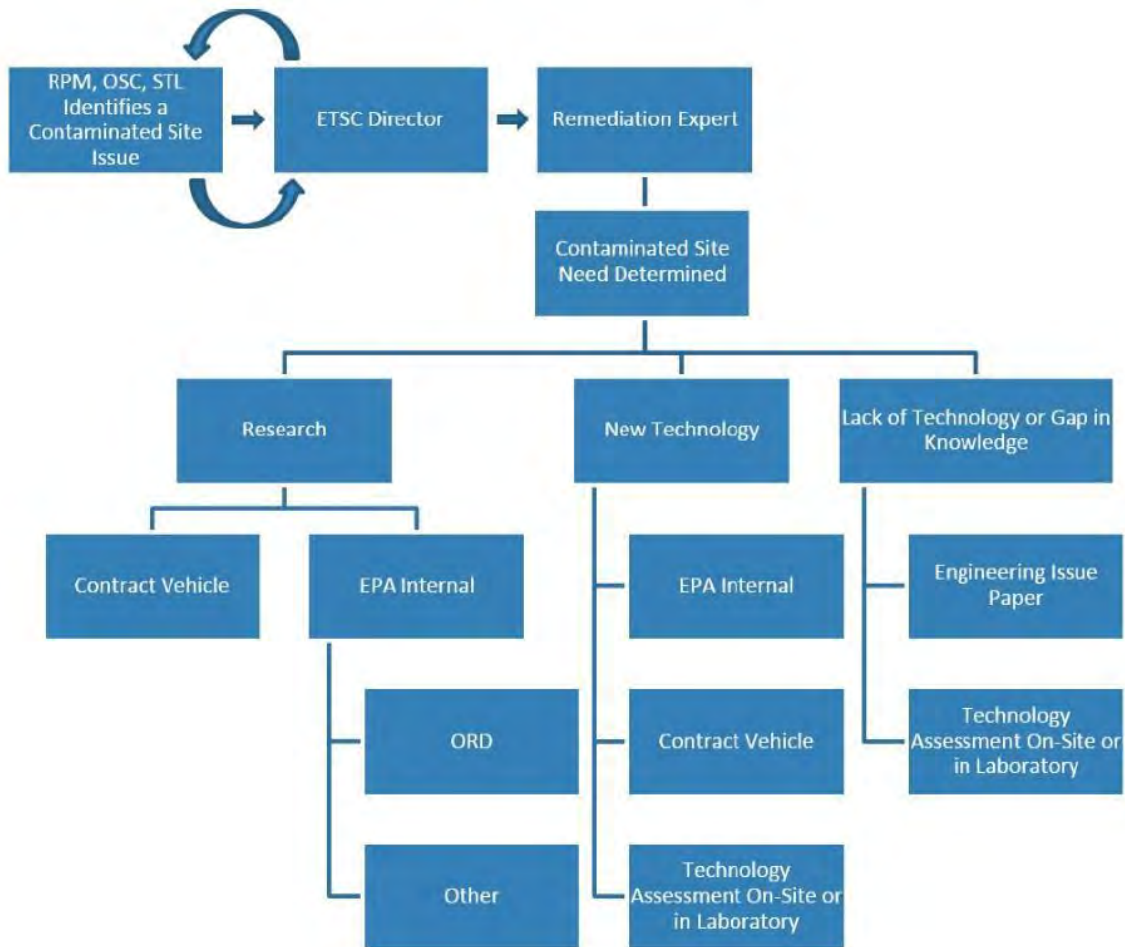 RPM, OSC, STL
Identifies a
Contaminated Site
Issue
ETSC Director
Remediation Expert
Contaminated Site
Need Determined
Research
New Technology
Lack of Technology or Gap in
Knowledge
Contract Vehicle
EPA Internal
EPA Internal
Engineering Issue
Paper
ORD
Contract Vehicle
Technology
Assessment On-Site or
in Laboratory
Other
Technology
Assessment On-Site or
in Laboratory